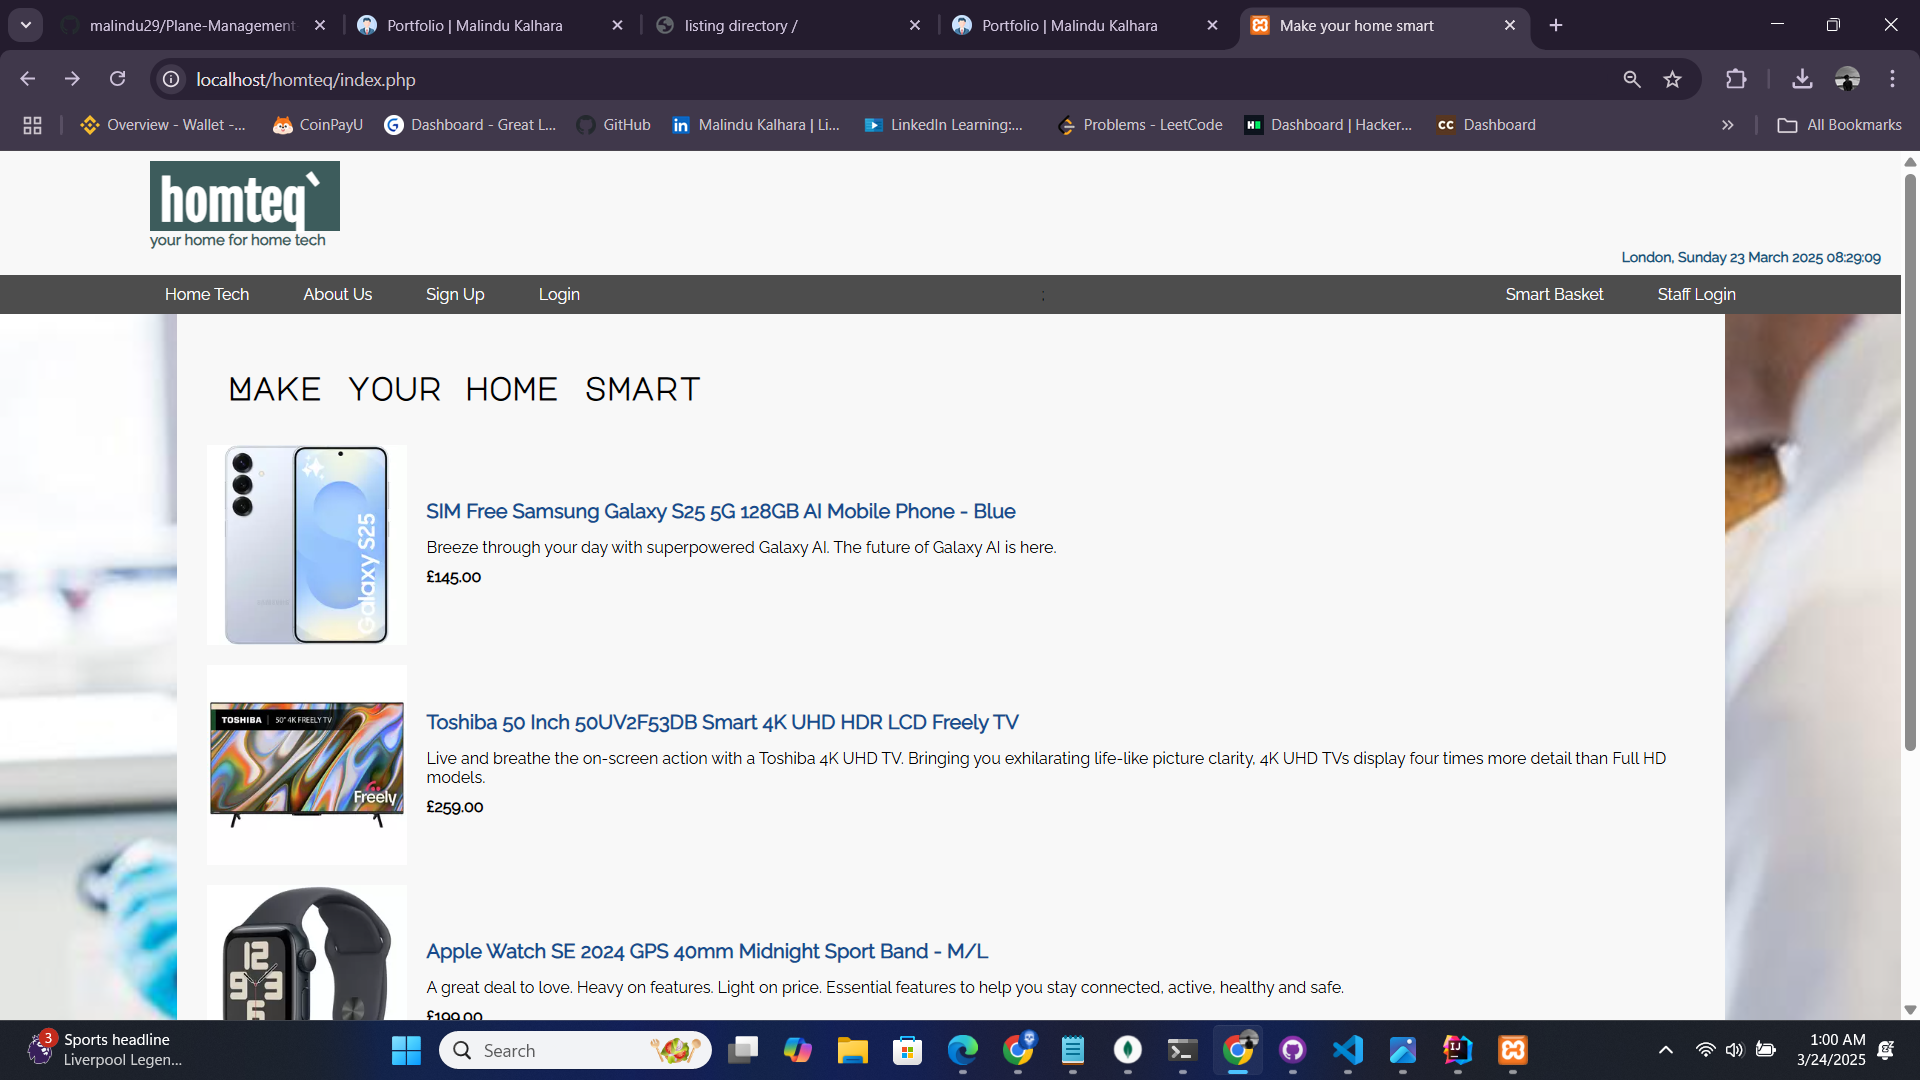 malindu29/Plane-Management-
Portfolio | Malindu Kalhara
listing directory /
Portfolio | Malindu Kalhara
Make your home smart
localhost/homteq/index.php
Overview - Wallet -...
CoinPayU
Dashboard - Great L...
GitHub
Malindu Kalhara | Li...
LinkedIn Learning:...
Problems - LeetCode
Dashboard | Hacker...
Dashboard
All Bookmarks
homteq`
your home for home tech
London, Sunday 23 March 2025 08:29:09
Home Tech
About Us
Sign Up
Login
;
Smart Basket
Staff Login
MAKE YOUR HOME SMART
Galaxy S25
SIM Free Samsung Galaxy S25 5G 128GB AI Mobile Phone - Blue
Breeze through your day with superpowered Galaxy AI. The future of Galaxy AI is here.
£145.00
TOSHIBA | 50" 4K FREELY TV
Freely
Toshiba 50 Inch 50UV2F53DB Smart 4K UHD HDR LCD Freely TV
Live and breathe the on-screen action with a Toshiba 4K UHD TV. Bringing you exhilarating life-like picture clarity, 4K UHD TVs display four times more detail than Full HD
models.
£259.00
12
9 3
6
Apple Watch SE 2024 GPS 40mm Midnight Sport Band - M/L
A great deal to love. Heavy on features. Light on price. Essential features to help you stay connected, active, healthy and safe.
£199.00
3
Sports headline
Liverpool Legen...
Search
1:00 AM
3/24/2025